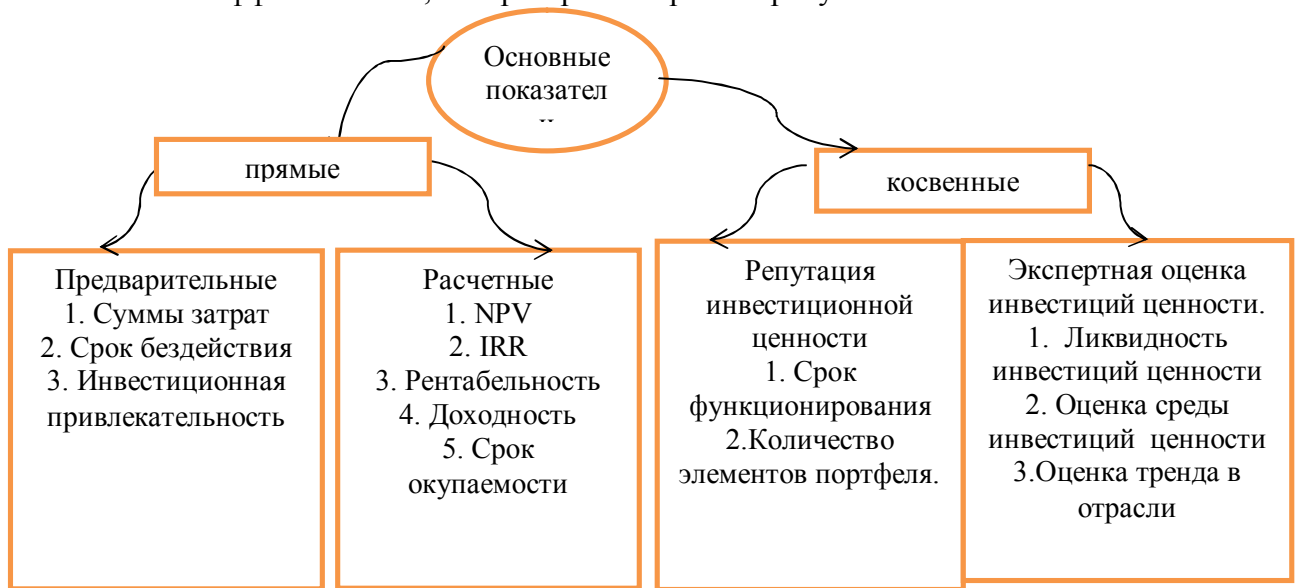 Основные
показател
прямые
косвенные
Предварительные
1. Суммы затрат
2. Срок бездействия
3. Инвестиционная
привлекательность
Расчетные
1. NPV
2. IRR
3. Рентабельность
4. Доходность
5. Срок
окупаемости
Репутация
инвестиционной
ценности
1. Срок
функционирования
2.Количество
элементов портфеля.
Экспертная оценка
инвестиций ценности.
1. Ликвидность
инвестиций ценности
2. Оценка среды
инвестиций ценности
3.Оценка тренда в
отрасли